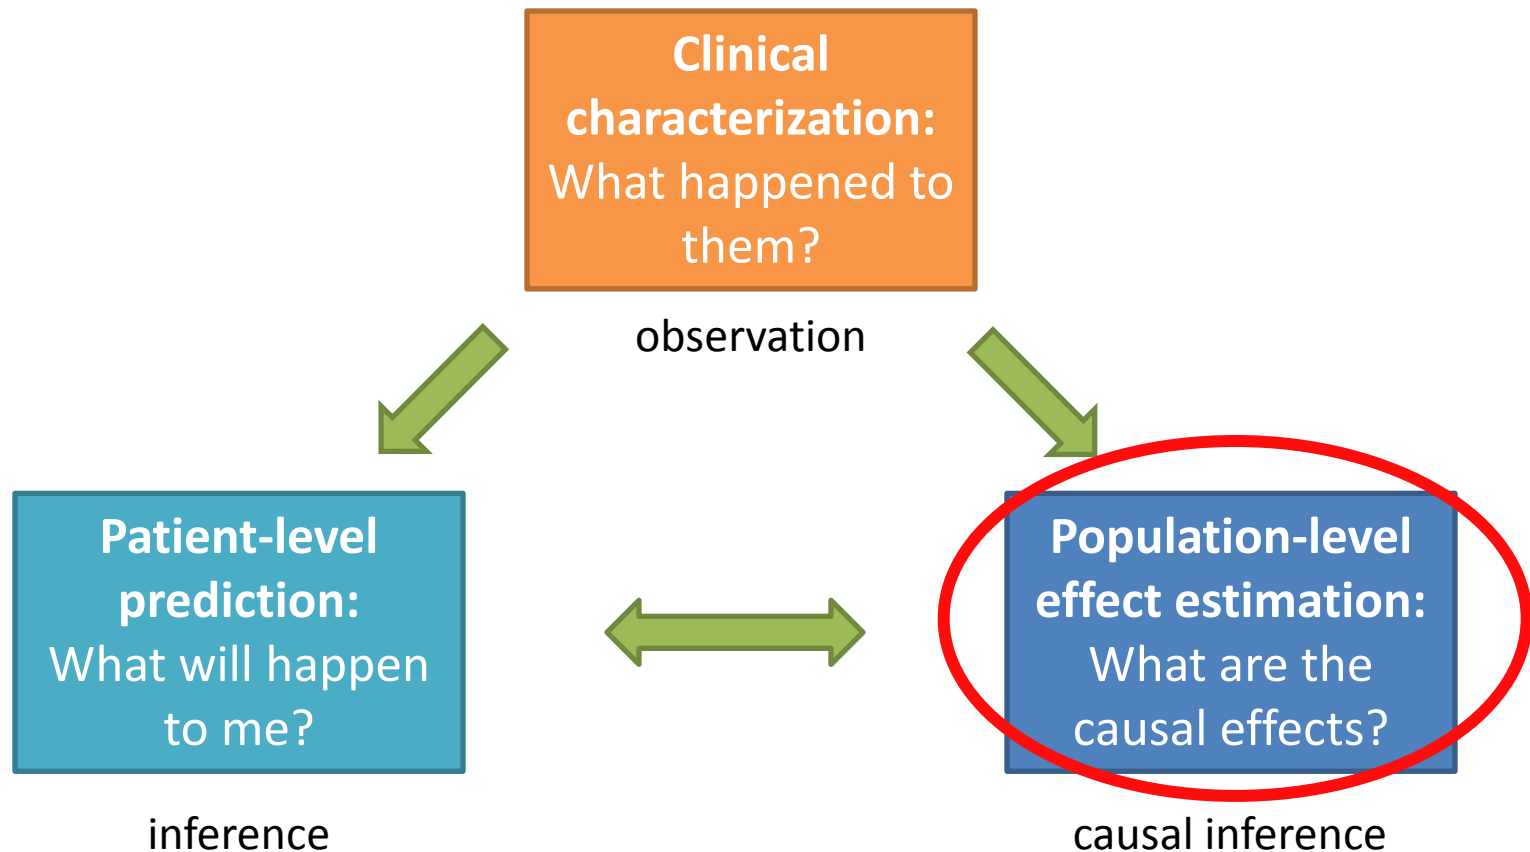 Clinical
characterization:
What happened to
them?
observation
Patient-level
prediction:
What will happen
to me?
inference
Population-level
effect estimation:
What are the
causal effects?
causal inference